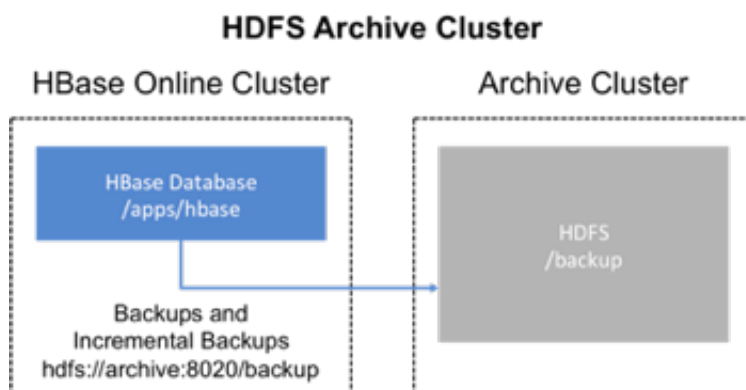 HDFS Archive Cluster
HBase Online Cluster
Archive Cluster
HBase Database
/apps/hbase
HDFS
/backup
Backups and
Incremental Backups
hdfs://archive:8020/backup